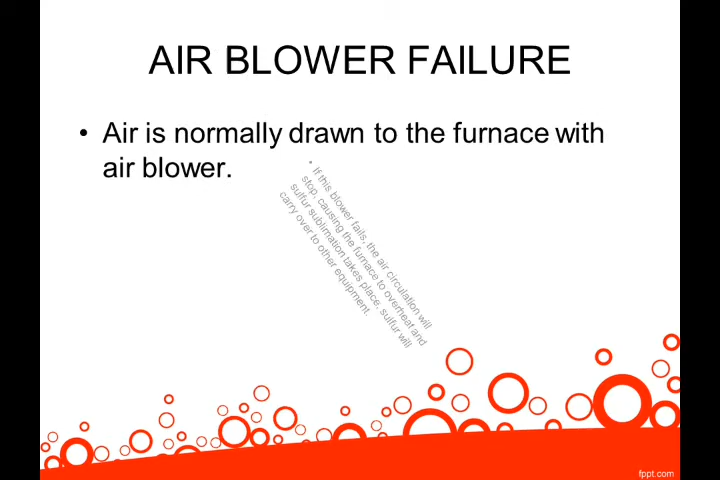 AIR BLOWER FAILURE
• Air is normally drawn to the furnace with
air blower.
• If this blower fails, the air circulation will
stop, causing the furnace to overheat and
sulfur sublimation takes place, sulfur will
carry over to other equipment.
fppt.com